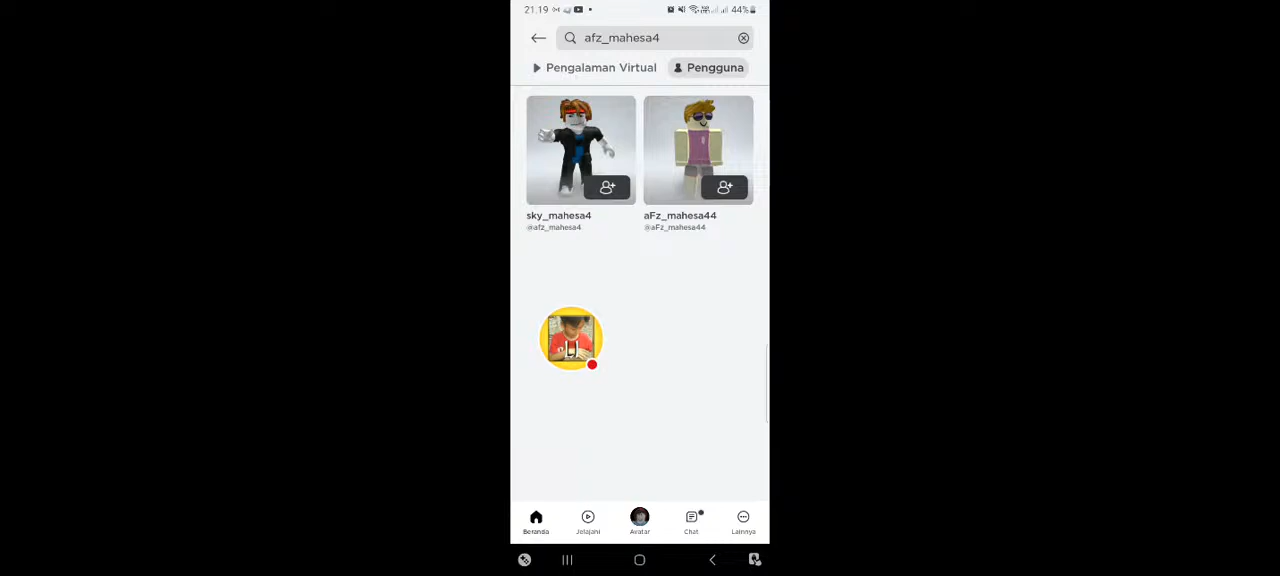 21.19
44%
afz_mahesa4
Pengalaman Virtual
Pengguna
sky_mahesa4
@afz_mahesa4
aFz_mahesa44
@aFz_mahesa44
Beranda
Jelajahi
Avatar
Chat
Lainnya